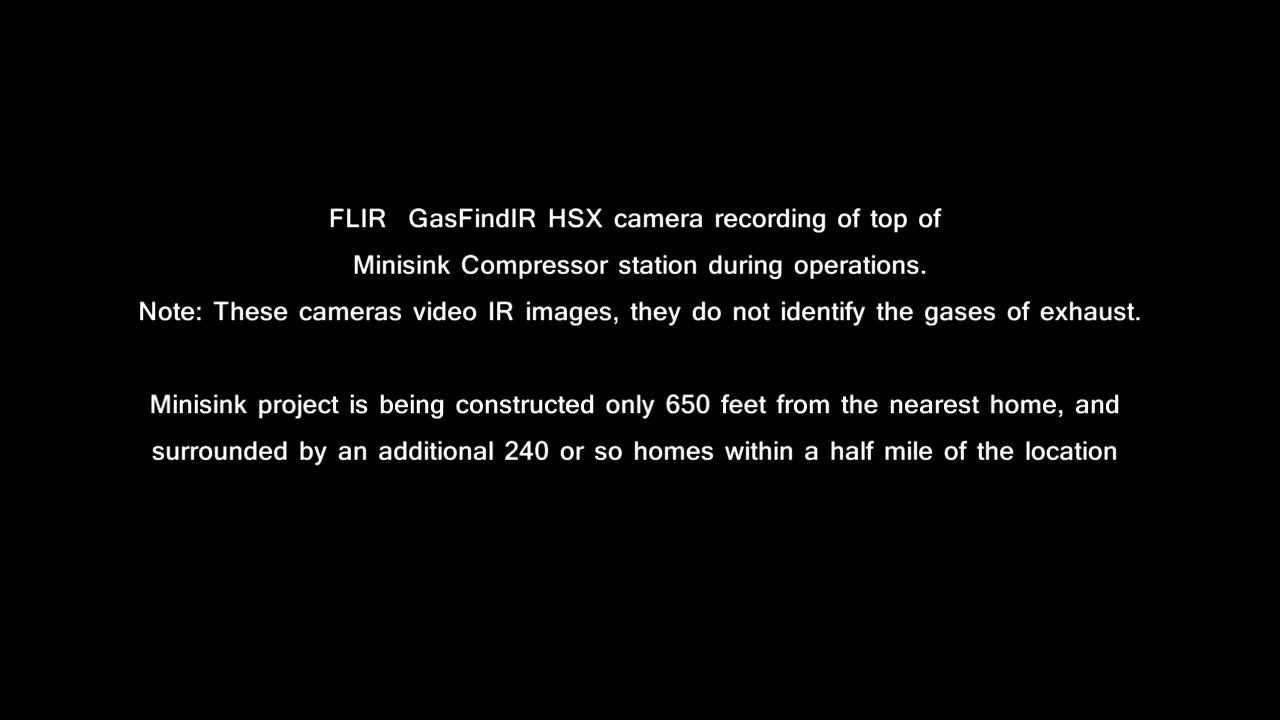 FLIR  GasFindIR HSX camera recording of top of
Minisink Compressor station during operations.
Note: These cameras video IR images, they do not identify the gases of exhaust.
Minisink project is being constructed only 650 feet from the nearest home, and
surrounded by an additional 240 or so homes within a half mile of the location